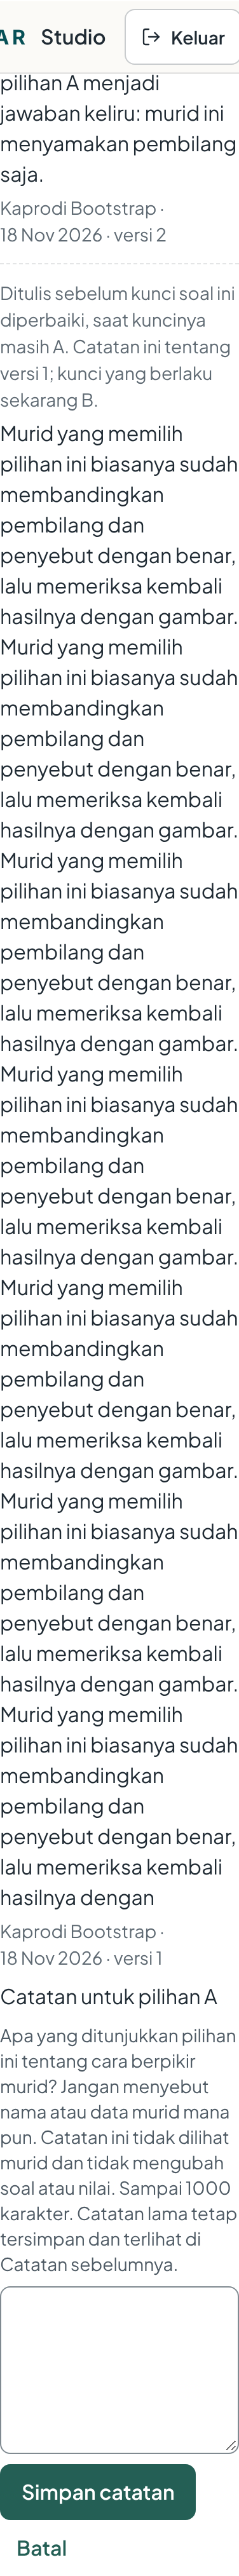 AR Studio Keluar
pilihan A menjadi
jawaban keliru: murid ini
menyamakan pembilang
saja.
Kaprodi Bootstrap ·
18 Nov 2026 · versi 2
Ditulis sebelum kunci soal ini
diperbaiki, saat kuncinya
masih A. Catatan ini tentang
versi 1; kunci yang berlaku
sekarang B.
Murid yang memilih
pilihan ini biasanya sudah
membandingkan
pembilang dan
penyebut dengan benar,
lalu memeriksa kembali
hasilnya dengan gambar.
Murid yang memilih
pilihan ini biasanya sudah
membandingkan
pembilang dan
penyebut dengan benar,
lalu memeriksa kembali
hasilnya dengan gambar.
Murid yang memilih
pilihan ini biasanya sudah
membandingkan
pembilang dan
penyebut dengan benar,
lalu memeriksa kembali
hasilnya dengan gambar.
Murid yang memilih
pilihan ini biasanya sudah
membandingkan
pembilang dan
penyebut dengan benar,
lalu memeriksa kembali
hasilnya dengan gambar.
Murid yang memilih
pilihan ini biasanya sudah
membandingkan
pembilang dan
penyebut dengan benar,
lalu memeriksa kembali
hasilnya dengan gambar.
Murid yang memilih
pilihan ini biasanya sudah
membandingkan
pembilang dan
penyebut dengan benar,
lalu memeriksa kembali
hasilnya dengan gambar.
Murid yang memilih
pilihan ini biasanya sudah
membandingkan
pembilang dan
penyebut dengan benar,
lalu memeriksa kembali
hasilnya dengan
Kaprodi Bootstrap ·
18 Nov 2026 · versi 1
Catatan untuk pilihan A
Apa yang ditunjukkan pilihan
ini tentang cara berpikir
murid? Jangan menyebut
nama atau data murid mana
pun. Catatan ini tidak dilihat
murid dan tidak mengubah
soal atau nilai. Sampai 1000
karakter. Catatan lama tetap
tersimpan dan terlihat di
Catatan sebelumnya.
Simpan catatan
Batal